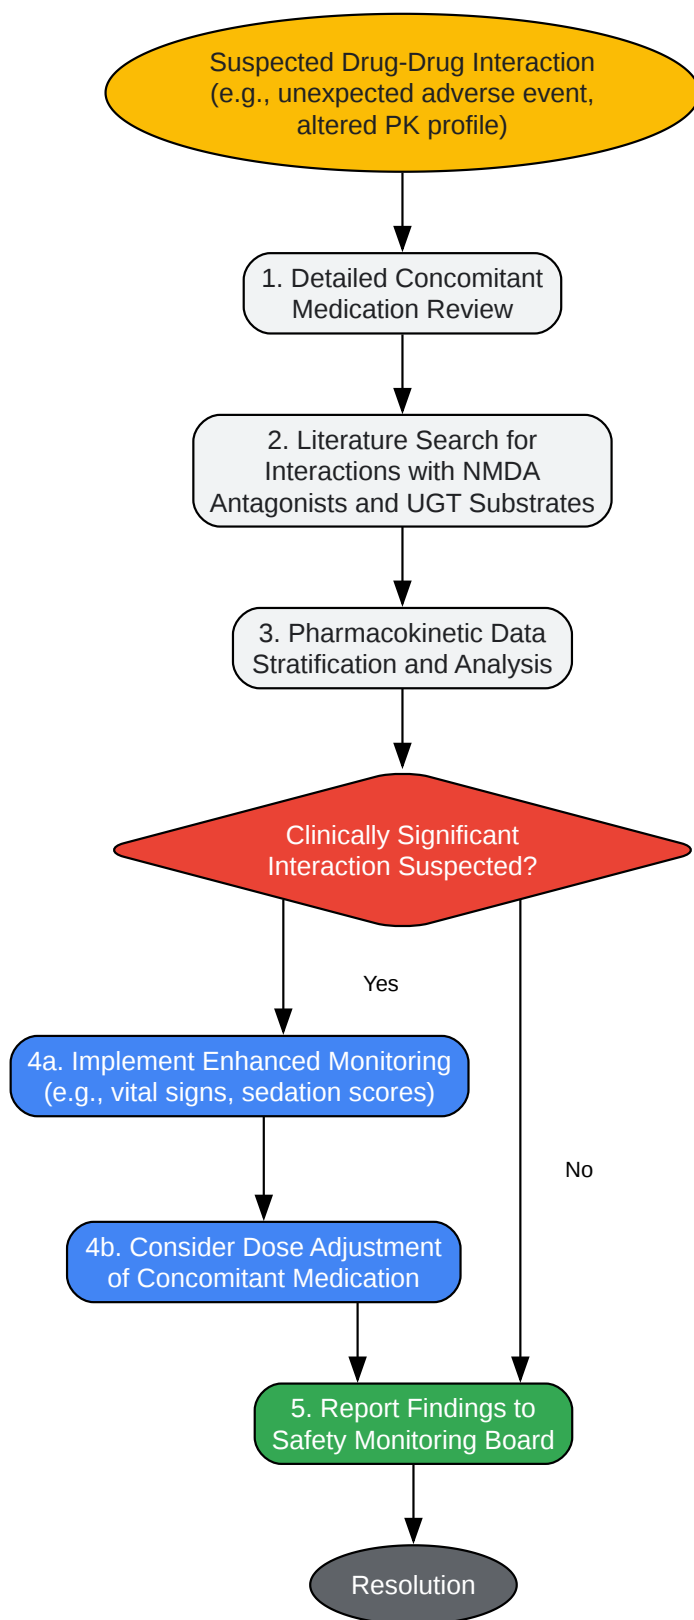 Suspected Drug-Drug Interaction
(e.g., unexpected adverse event,
altered PK profile)
1. Detailed Concomitant
Medication Review
2. Literature Search for
Interactions with NMDA
Antagonists and UGT Substrates
3. Pharmacokinetic Data
Stratification and Analysis
Clinically Significant
Interaction Suspected?
Yes
4a. Implement Enhanced Monitoring
(e.g., vital signs, sedation scores)
No
4b. Consider Dose Adjustment
of Concomitant Medication
5. Report Findings to
Safety Monitoring Board
Resolution